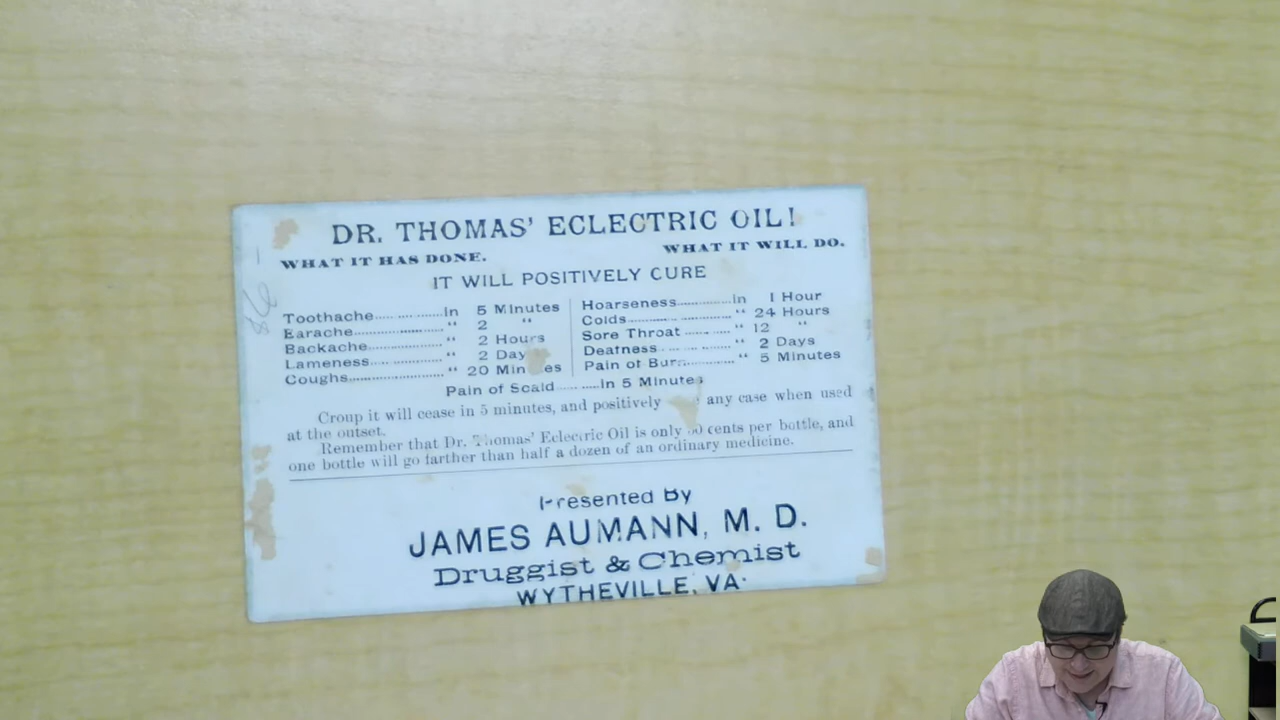 DR. THOMAS' ECLECTRIC OIL!
WHAT IT HAS DONE. WHAT IT WILL DO.
IT WILL POSITIVELY CURE
Toothache............in 5 Minutes
Earache................" 2 "
Backache.............." 2 Hours
Lameness.............." 2 Day
Coughs................." 20 Min es
Hoarseness............in 1 Hour
Colds......................" 24 Hours
Sore Throat .........." 12 "
Deafness................" 2 Days
Pain of Bur............." 5 Minutes
Pain of Scald ........in 5 Minutes
Croup it will cease in 5 minutes, and positively any case when used
at the outset.
Remember that Dr. Thomas' Eclectric Oil is only cents per bottle, and
one bottle will go farther than half a dozen of an ordinary medicine.
Presented By
JAMES AUMANN, M. D.
Druggist & Chemist
WYTHEVILLE, VA.